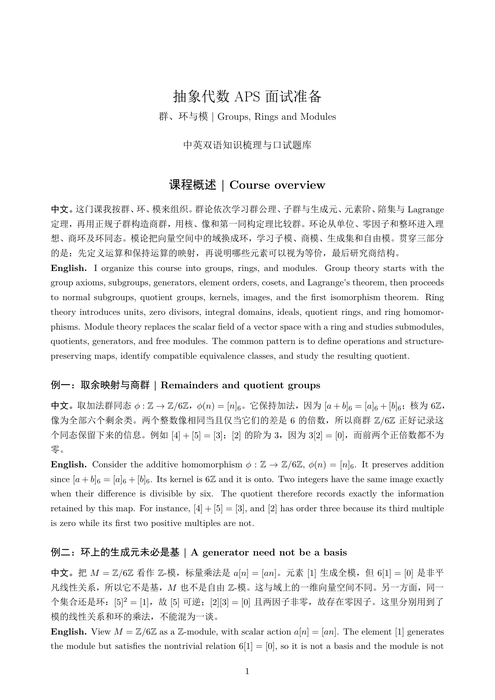 抽象代数 APS 面试准备
群、环与模 | Groups, Rings and Modules
中英双语知识梳理与口试题库
课程概述 | Course overview
中文。这门课我按群、环、模来组织。群论依次学习群公理、子群与生成元、元素阶、陪集与 Lagrange
定理，再用正规子群构造商群，用核、像和第一同构定理比较群。环论从单位、零因子和整环进入理
想、商环及环同态。模论把向量空间中的域换成环，学习子模、商模、生成集和自由模。贯穿三部分
的是：先定义运算和保持运算的映射，再说明哪些元素可以视为等价，最后研究商结构。
English. I organize this course into groups, rings, and modules. Group theory starts with the
group axioms, subgroups, generators, element orders, cosets, and Lagrange's theorem, then proceeds
to normal subgroups, quotient groups, kernels, images, and the first isomorphism theorem. Ring
theory introduces units, zero divisors, integral domains, ideals, quotient rings, and ring homomor-
phisms. Module theory replaces the scalar field of a vector space with a ring and studies submodules,
quotients, generators, and free modules. The common pattern is to define operations and structure-
preserving maps, identify compatible equivalence classes, and study the resulting quotient.
例一：取余映射与商群 | Remainders and quotient groups
中文。取加法群同态 ϕ : ℤ → ℤ/6ℤ，ϕ(n) = [n]₆。它保持加法，因为 [a + b]₆ = [a]₆ + [b]₆；核为 6ℤ，
像为全部六个剩余类。两个整数像相同当且仅当它们的差是 6 的倍数，所以商群 ℤ/6ℤ 正好记录这
个同态保留下来的信息。例如 [4] + [5] = [3]；[2] 的阶为 3，因为 3[2] = [0]，而前两个正倍数都不为
零。
English. Consider the additive homomorphism ϕ : ℤ → ℤ/6ℤ, ϕ(n) = [n]₆. It preserves addition
since [a + b]₆ = [a]₆ + [b]₆. Its kernel is 6ℤ and it is onto. Two integers have the same image exactly
when their difference is divisible by six. The quotient therefore records exactly the information
retained by this map. For instance, [4] + [5] = [3], and [2] has order three because its third multiple
is zero while its first two positive multiples are not.
例二：环上的生成元未必是基 | A generator need not be a basis
中文。把 M = ℤ/6ℤ 看作 ℤ-模，标量乘法是 a[n] = [an]。元素 [1] 生成全模，但 6[1] = [0] 是非平
凡线性关系，所以它不是基，M 也不是自由 ℤ-模。这与域上的一维向量空间不同。另一方面，同一
个集合还是环：[5]² = [1]，故 [5] 可逆；[2][3] = [0] 且两因子非零，故存在零因子。这里分别用到了
模的线性关系和环的乘法，不能混为一谈。
English. View M = ℤ/6ℤ as a ℤ-module, with scalar action a[n] = [an]. The element [1] generates
the module but satisfies the nontrivial relation 6[1] = [0], so it is not a basis and the module is not
1